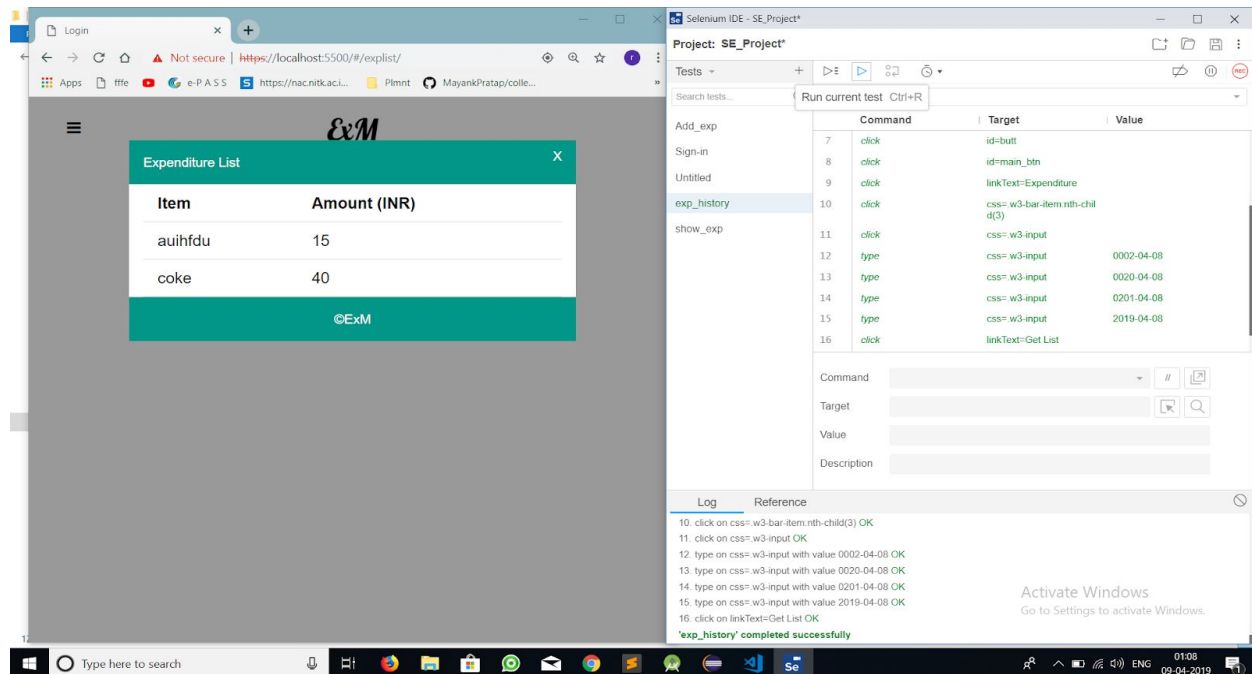 Login
Not secure | https://localhost:5500/#/explist/
Apps
fffe
e-P A S S
https://nac.nitk.ac.i...
Plmnt
MayankPratap/colle...
»
ExM
Expenditure List X
Item Amount (INR)
auihfdu 15
coke 40
©ExM
Selenium IDE - SE_Project*
Project: SE_Project*
REC
Tests
Search tests...
Run current test Ctrl+R
Add_exp
Sign-in
Untitled
exp_history
show_exp
Command Target Value
7 click id=butt
8 click id=main_btn
9 click linkText=Expenditure
10 click css=.w3-bar-item:nth-chil
d(3)
11 click css=.w3-input
12 type css=.w3-input 0002-04-08
13 type css=.w3-input 0020-04-08
14 type css=.w3-input 0201-04-08
15 type css=.w3-input 2019-04-08
16 click linkText=Get List
Command //
Target
Value
Description
Log Reference
10. click on css=.w3-bar-item:nth-child(3) OK
11. click on css=.w3-input OK
12. type on css=.w3-input with value 0002-04-08 OK
13. type on css=.w3-input with value 0020-04-08 OK
14. type on css=.w3-input with value 0201-04-08 OK
15. type on css=.w3-input with value 2019-04-08 OK
16. click on linkText=Get List OK
'exp_history' completed successfully
Activate Windows
Go to Settings to activate Windows.
Type here to search
Se
ENG
01:08
09-04-2019